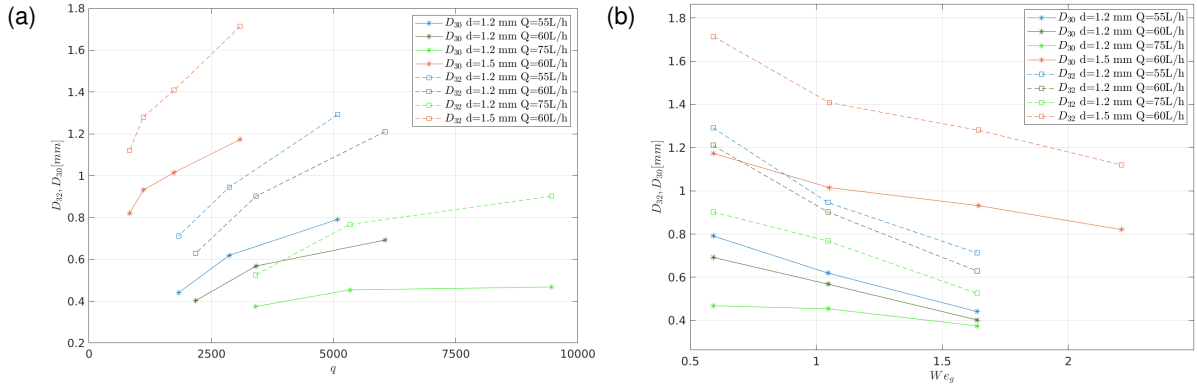 (a)
1.8
1.6
1.4
1.2
1
0.8
0.6
0.4
0.2
0
2500
5000
7500
10000
q
D₃₂, D₃₀[mm]
D₃₀ d=1.2 mm Q=55L/h
D₃₀ d=1.2 mm Q=60L/h
D₃₀ d=1.2 mm Q=75L/h
D₃₀ d=1.5 mm Q=60L/h
D₃₂ d=1.2 mm Q=55L/h
D₃₂ d=1.2 mm Q=60L/h
D₃₂ d=1.2 mm Q=75L/h
D₃₂ d=1.5 mm Q=60L/h
(b)
1.8
1.6
1.4
1.2
1
0.8
0.6
0.4
0.5
1
1.5
2
We_g
D₃₂, D₃₀[mm]
D₃₀ d=1.2 mm Q=55L/h
D₃₀ d=1.2 mm Q=60L/h
D₃₀ d=1.2 mm Q=75L/h
D₃₀ d=1.5 mm Q=60L/h
D₃₂ d=1.2 mm Q=55L/h
D₃₂ d=1.2 mm Q=60L/h
D₃₂ d=1.2 mm Q=75L/h
D₃₂ d=1.5 mm Q=60L/h